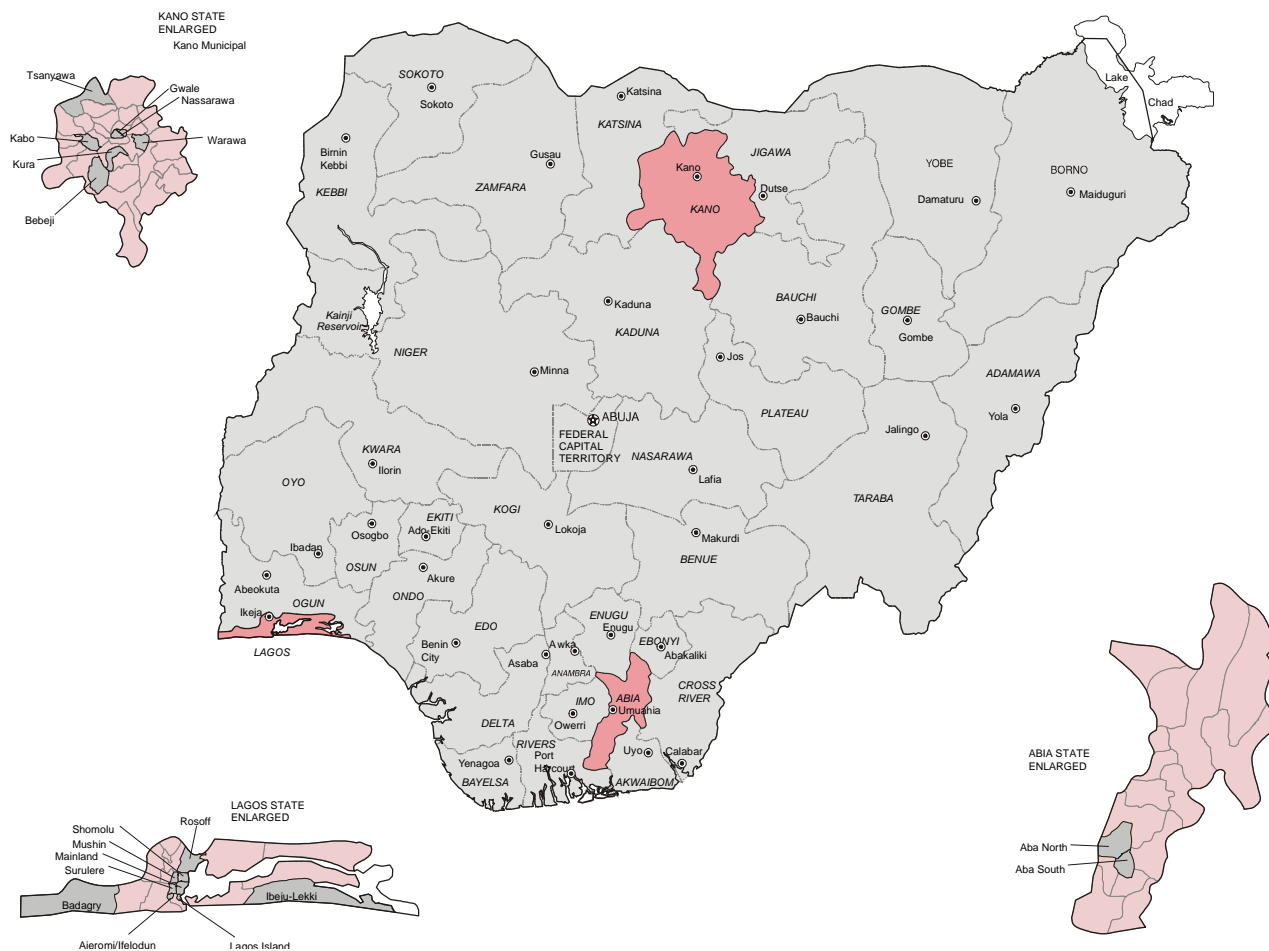 KANO STATE
ENLARGED
Kano Municipal
Tsanyawa
Gwale
Nassarawa
Kabo
Warawa
Kura
Bebeji
SOKOTO
Sokoto
Katsina
KATSINA
Birnin
Kebbi
KEBBI
Gusau
ZAMFARA
Kano
KANO
JIGAWA
Dutse
YOBE
Damaturu
BORNO
Maiduguri
Lake
Chad
Kainji
Reservoir
NIGER
Kaduna
KADUNA
BAUCHI
Bauchi
GOMBE
Gombe
Minna
Jos
ADAMAWA
Yola
PLATEAU
Jalingo
ABUJA
FEDERAL
CAPITAL
TERRITORY
NASARAWA
Lafia
KWARA
Ilorin
OYO
KOGI
Lokoja
TARABA
EKITI
Ado-Ekiti
Osogbo
Ibadan
OSUN
Akure
ONDO
Makurdi
BENUE
Abeokuta
OGUN
Ikeja
LAGOS
EDO
Benin
City
ENUGU
Enugu
EBONYI
Abakaliki
Awka
Asaba
ANAMBRA
IMO
Owerri
ABIA
Umuahia
CROSS
RIVER
DELTA
RIVERS
Port
Harcourt
Yenagoa
BAYELSA
Uyo
Calabar
AKWAIBOM
ABIA STATE
ENLARGED
Aba North
Aba South
LAGOS STATE
ENLARGED
Rosoff
Shomolu
Mushin
Mainland
Surulere
Badagry
Ibeju-Lekki
Ajeromi/Ifelodun
Lagos Island